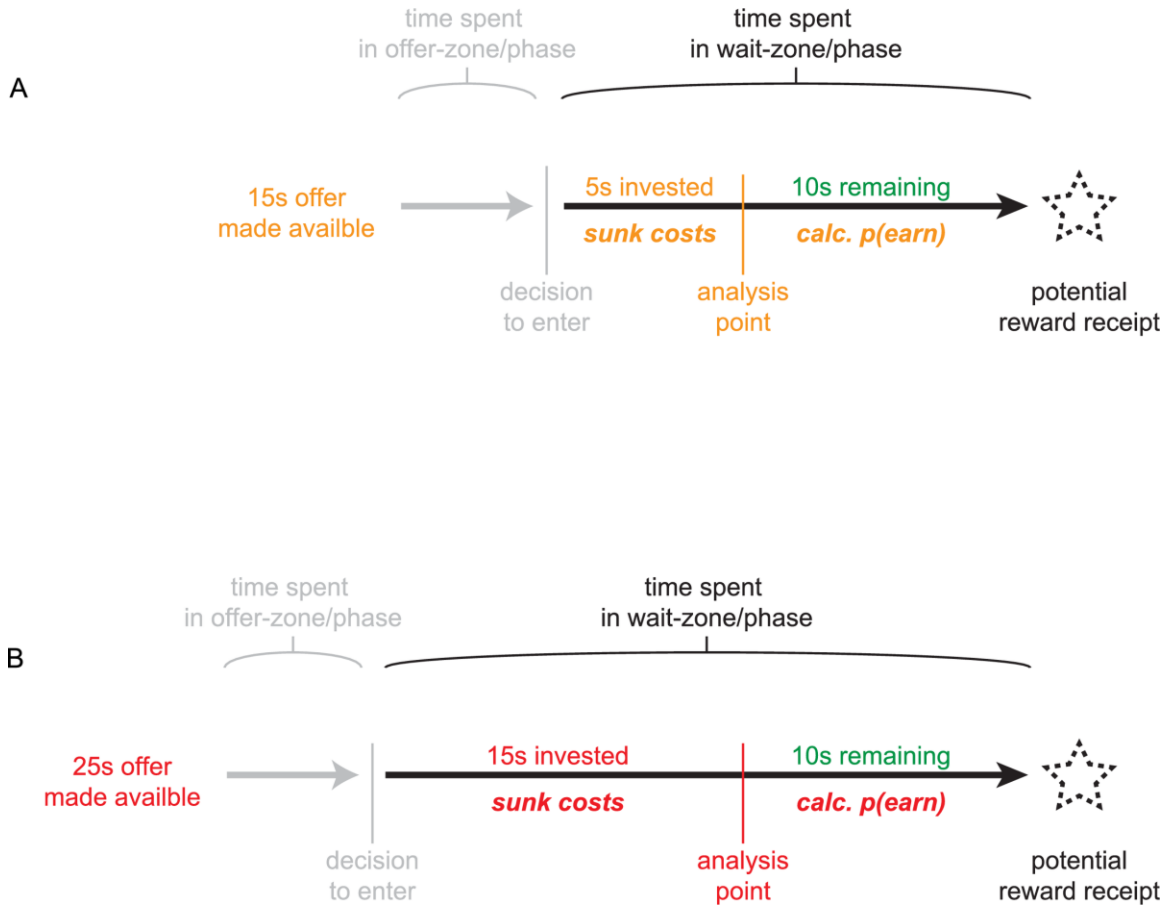 time spent
in offer-zone/phase
time spent
in wait-zone/phase
A
15s offer
made availble
5s invested
10s remaining
sunk costs
calc. p(earn)
decision
to enter
analysis
point
potential
reward receipt
time spent
in offer-zone/phase
time spent
in wait-zone/phase
B
25s offer
made availble
15s invested
10s remaining
sunk costs
calc. p(earn)
decision
to enter
analysis
point
potential
reward receipt